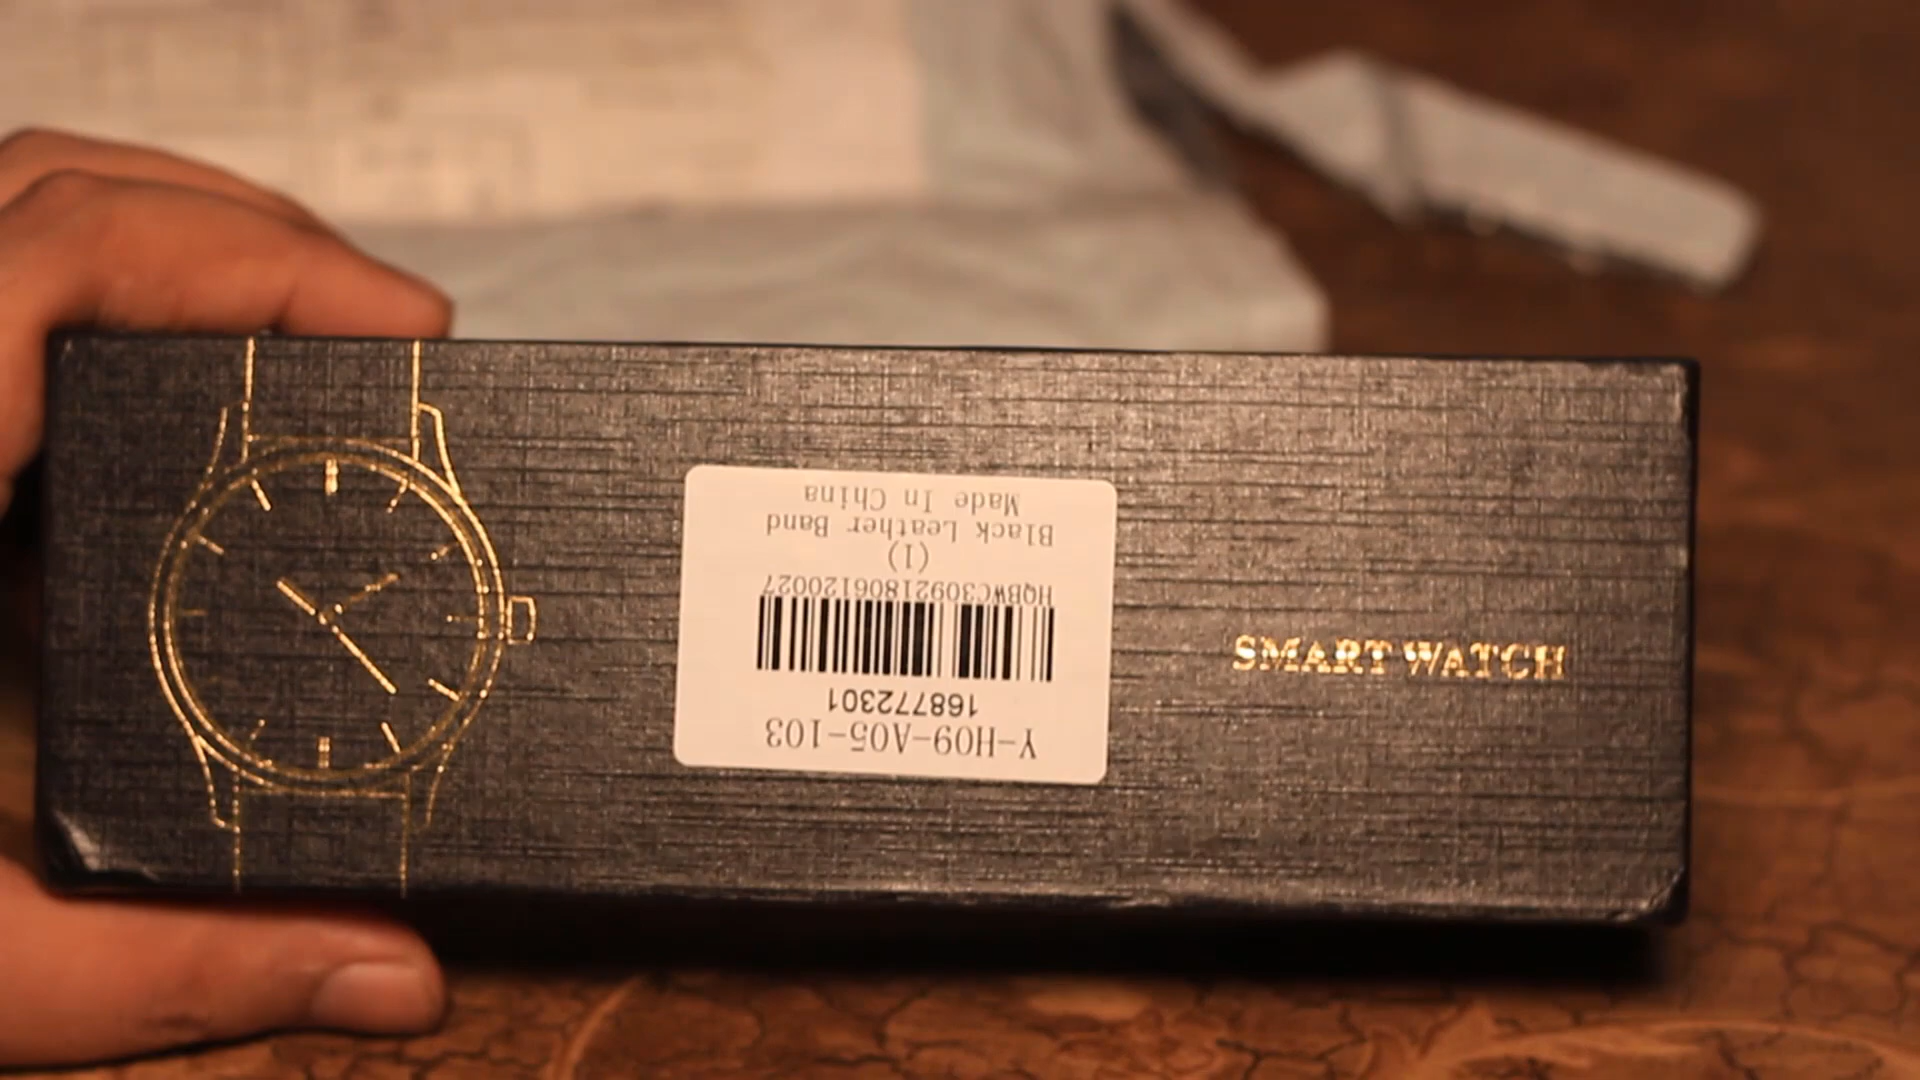 Y-H09-A05-103
168772301
HQBWC30921806120027
(1)
Black Leather Band
Made In China
SMART WATCH